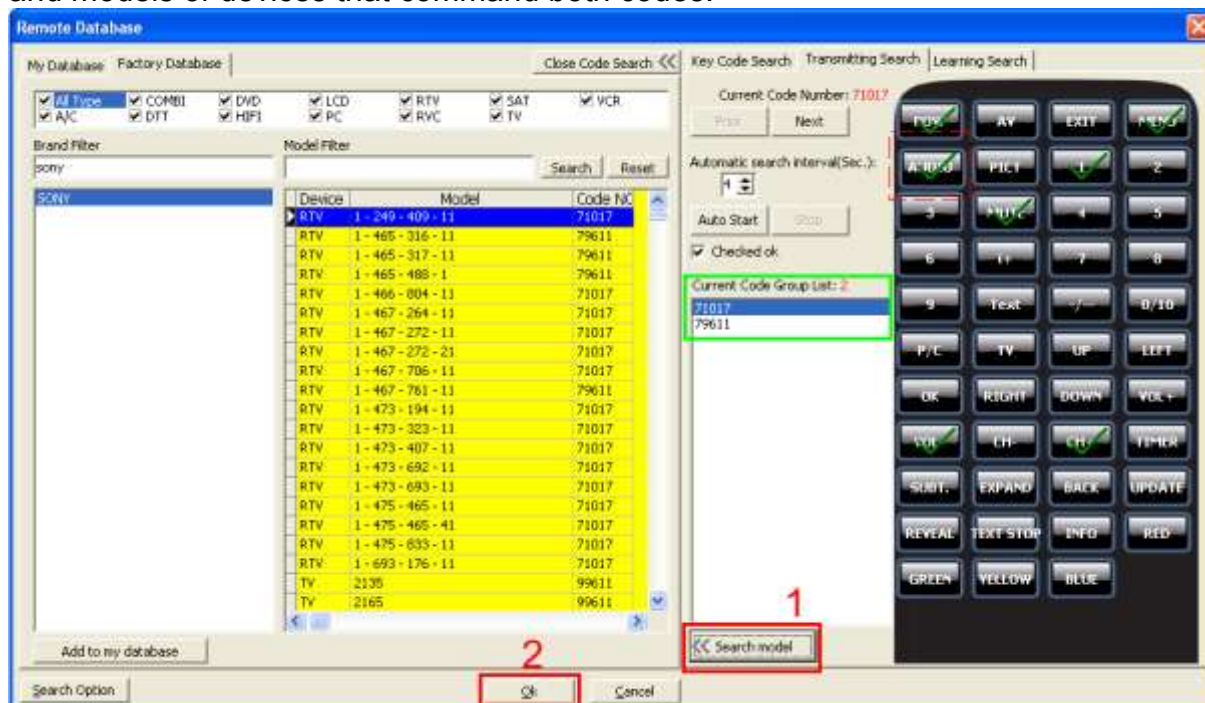 and models of devices that command both codes.
Remote Database
My Database Factory Database Close Code Search
All Type COMBI DVD LCD RTV SAT VCR
A/C DTT HIFI PC RVC TV
Brand Filter Model Filter
sony Search Reset
SONY
Device Model Code NO
RTV 1 - 249 - 409 - 11 71017
RTV 1 - 465 - 316 - 11 79611
RTV 1 - 465 - 317 - 11 79611
RTV 1 - 465 - 488 - 1 79611
RTV 1 - 466 - 804 - 11 71017
RTV 1 - 467 - 264 - 11 71017
RTV 1 - 467 - 272 - 11 71017
RTV 1 - 467 - 272 - 21 71017
RTV 1 - 467 - 706 - 11 71017
RTV 1 - 467 - 761 - 11 79611
RTV 1 - 473 - 194 - 11 71017
RTV 1 - 473 - 323 - 11 71017
RTV 1 - 473 - 407 - 11 71017
RTV 1 - 473 - 692 - 11 71017
RTV 1 - 473 - 693 - 11 71017
RTV 1 - 475 - 465 - 11 71017
RTV 1 - 475 - 465 - 41 71017
RTV 1 - 475 - 833 - 11 71017
RTV 1 - 693 - 176 - 11 71017
TV 2135 99611
TV 2165 99611
Add to my database
Search Option
2
Ok Cancel
Key Code Search Transmitting Search Learning Search
Current Code Number: 71017
Prior Next
Automatic search interval(Sec.):
4
Auto Start Stop
Checked ok
Current Code Group List: 2
71017
79611
1
Search model
AV EXIT MENU
PICT 1 2
3 4 5
6 7 8
9 Text -/-- 0/10
P/C TV UP LEFT
OK RIGHT DOWN VOL+
CH- TIMER
SUBT. EXPAND BACK UPDATE
REVEAL TEXT STOP INFO RED
GREEN YELLOW BLUE